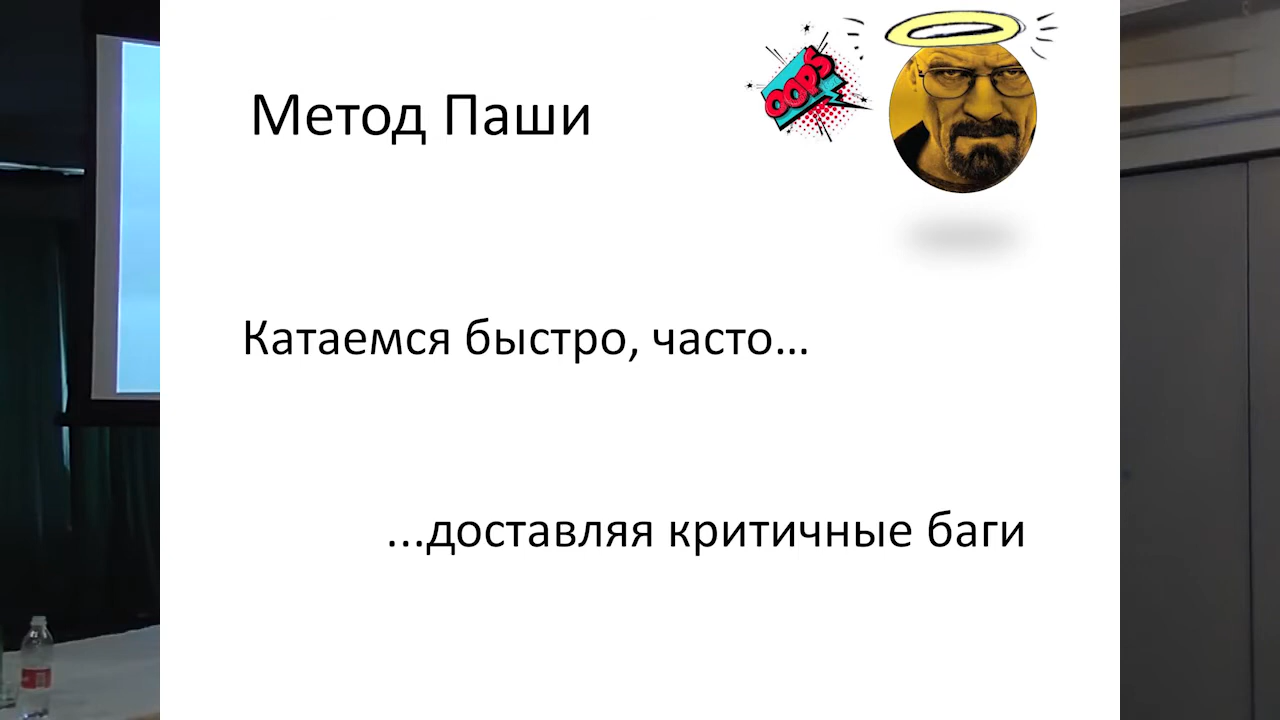 Метод Паши
OOPS
Катаемся быстро, часто...
...доставляя критичные баги